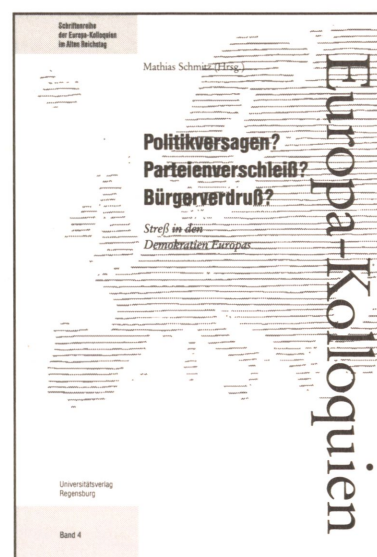 Schriftenreihe
der Europa-Kolloquien
im Alten Reichstag
Mathias Schmitz (Hrsg.)
Politikversagen?
Parteienverschleiß?
Bürgerverdruß?
Streß in den
Demokratien Europas
Europa-Kolloquien
Universitätsverlag
Regensburg
Band 4